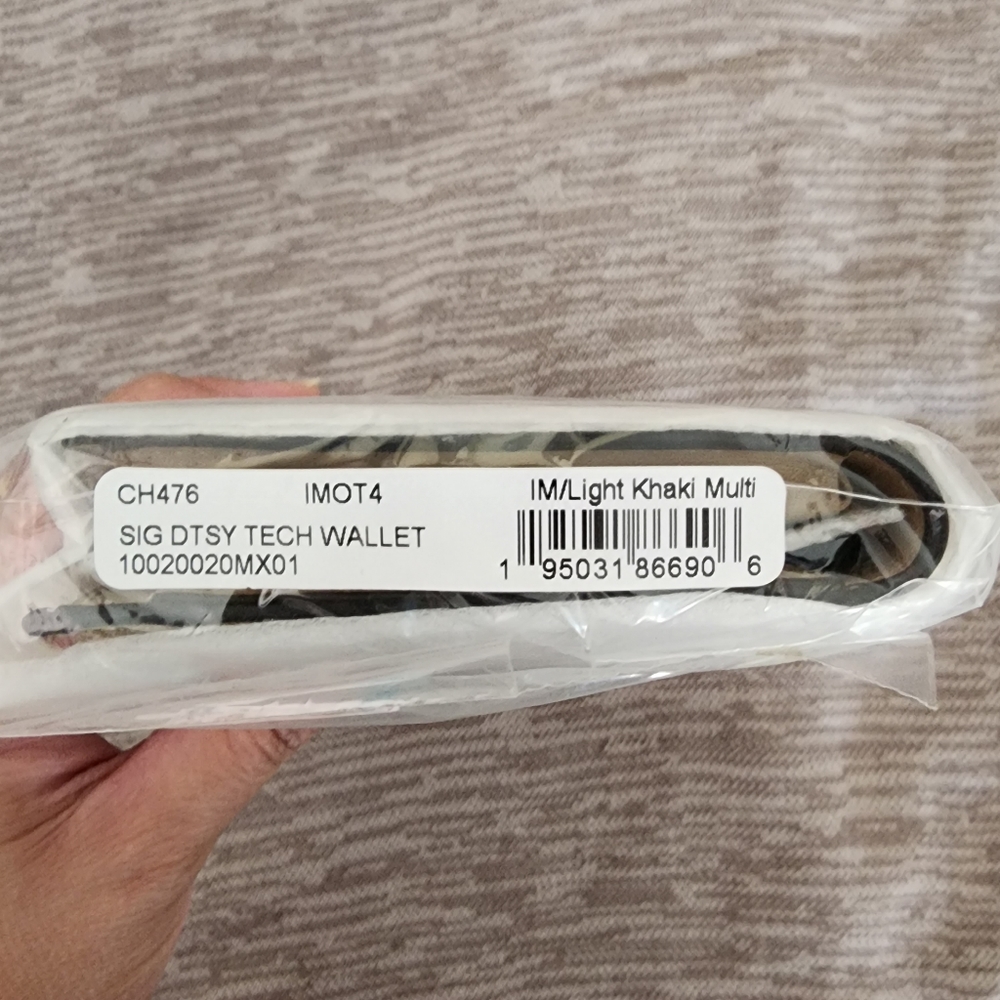 CH476 IMOT4 IM/Light Khaki Multi
SIG DTSY TECH WALLET
10020020MX01
1 95031 86690 6